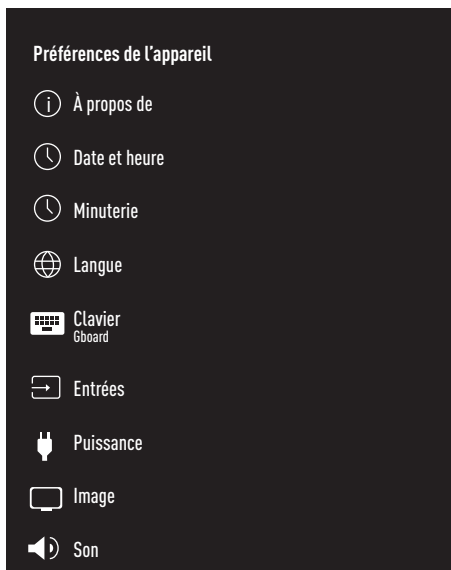 Préférences de l'appareil
À propos de
Date et heure
Minuterie
Langue
Clavier
Gboard
Entrées
Puissance
Image
Son